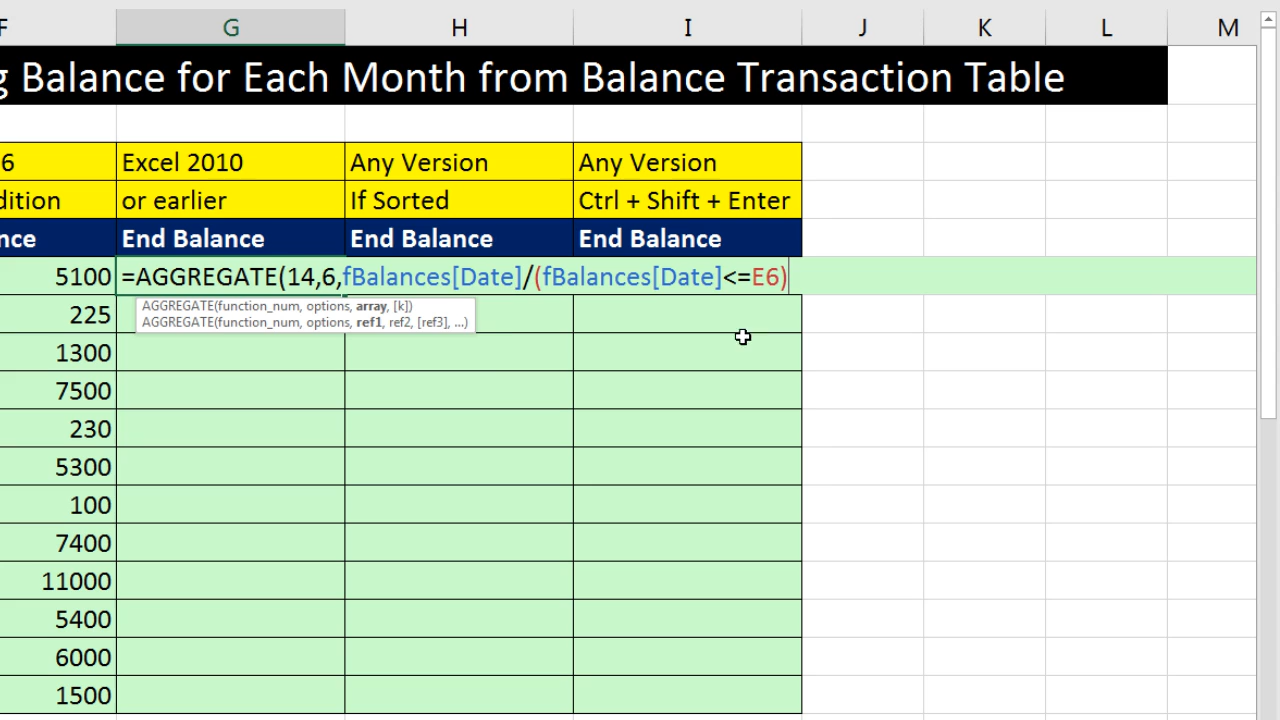 F G H I J K L M
g Balance for Each Month from Balance Transaction Table
6 Excel 2010 Any Version Any Version
dition or earlier If Sorted Ctrl + Shift + Enter
nce End Balance End Balance End Balance
5100 =AGGREGATE(14,6,fBalances[Date]/(fBalances[Date]<=E6)
AGGREGATE(function_num, options, array, [k])
225
AGGREGATE(function_num, options, ref1, ref2, [ref3], ...)
1300
7500
230
5300
100
7400
11000
5400
6000
1500